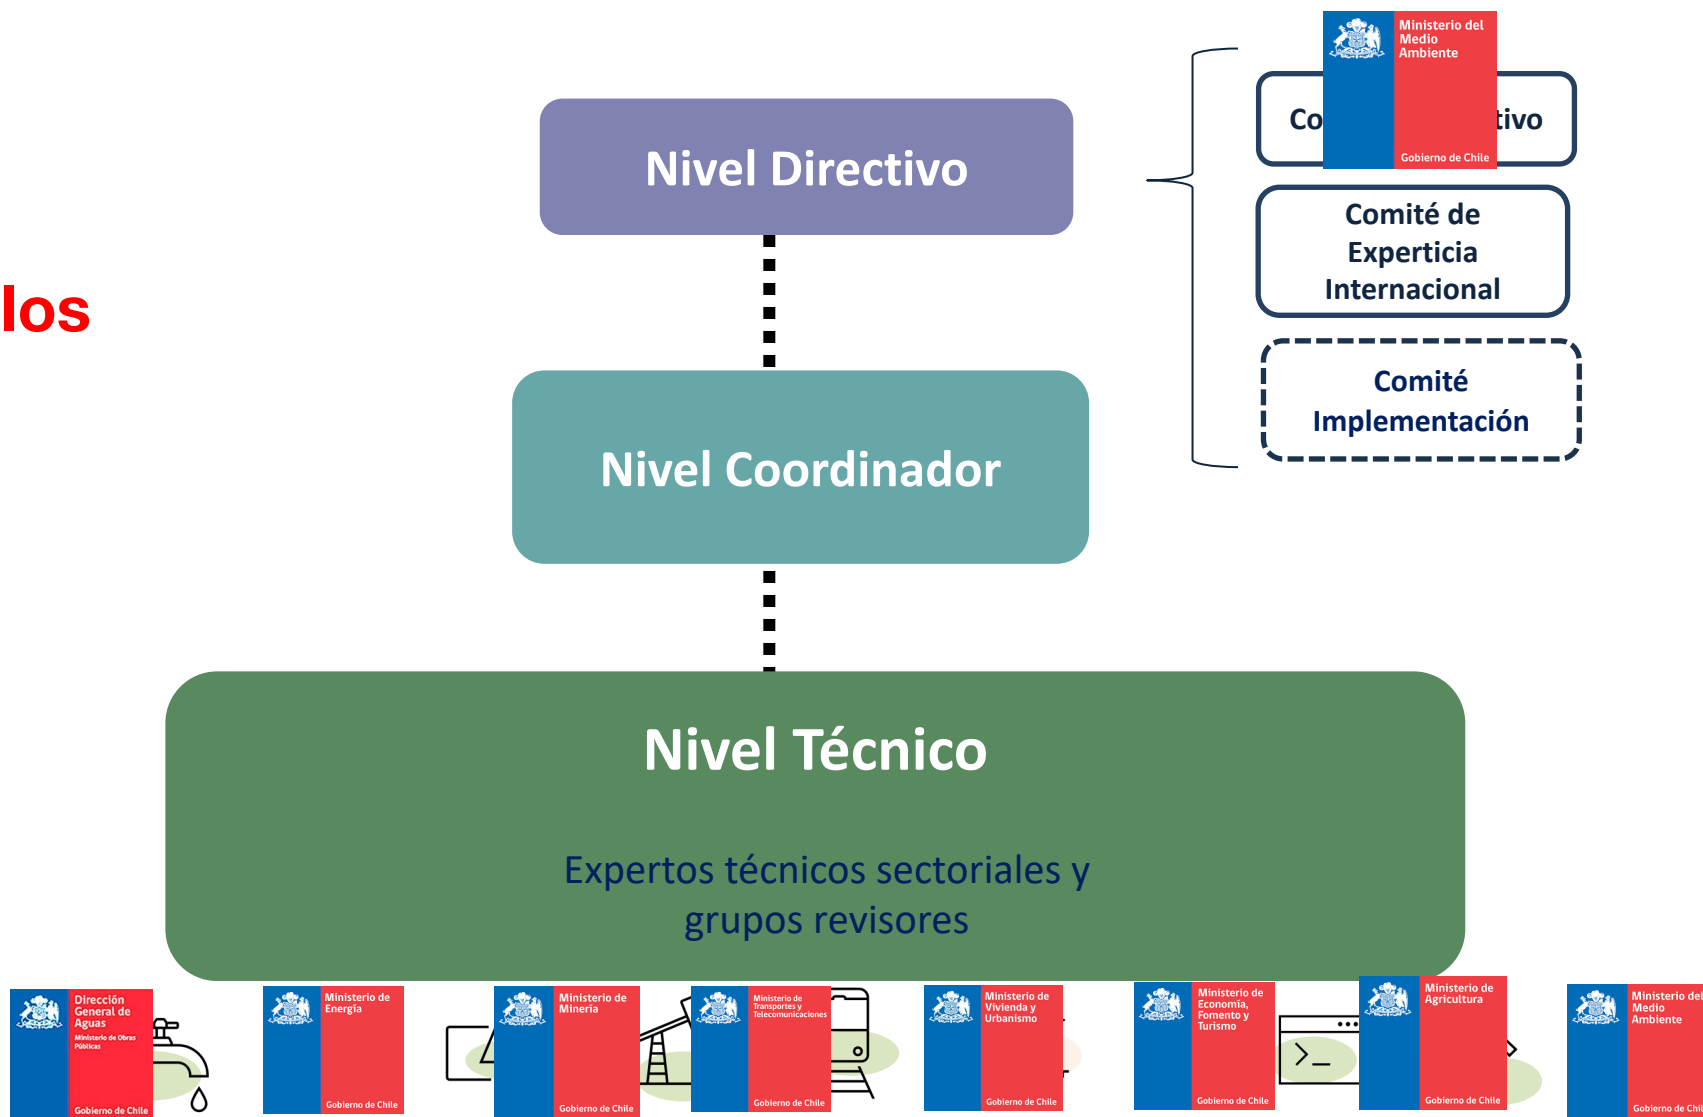 Ministerio del
Medio
Ambiente
Gobierno de Chile
Co
tivo
Nivel Directivo
Comité de
Experticia
Internacional
los
Comité
Implementación
Nivel Coordinador
Nivel Técnico
Expertos técnicos sectoriales y
grupos revisores
Dirección
General de
Aguas
Ministerio de Obras
Públicas
Gobierno de Chile
Ministerio de
Energía
Gobierno de Chile
Ministerio de
Minería
Gobierno de Chile
Ministerio de
Transportes y
Telecomunicaciones
Gobierno de Chile
Ministerio de
Vivienda y
Urbanismo
Gobierno de Chile
Ministerio de
Economía,
Fomento y
Turismo
Gobierno de Chile
Ministerio de
Agricultura
Gobierno de Chile
Ministerio del
Medio
Ambiente
Gobierno de Chile